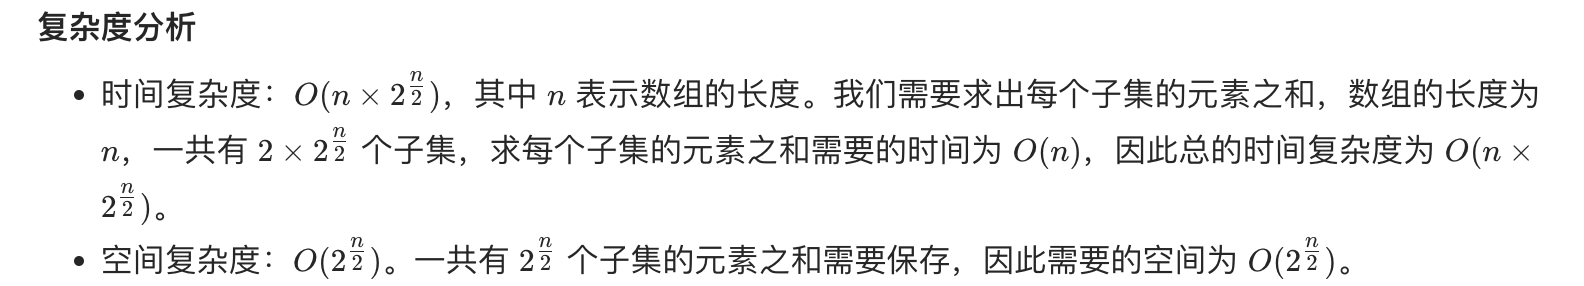 复杂度分析
• 时间复杂度：$O(n \times 2^{\frac{n}{2}})$，其中 $n$ 表示数组的长度。我们需要求出每个子集的元素之和，数组的长度为
$n$，一共有 $2 \times 2^{\frac{n}{2}}$ 个子集，求每个子集的元素之和需要的时间为 $O(n)$，因此总的时间复杂度为 $O(n \times$
$2^{\frac{n}{2}})$。
• 空间复杂度：$O(2^{\frac{n}{2}})$。一共有 $2^{\frac{n}{2}}$ 个子集的元素之和需要保存，因此需要的空间为 $O(2^{\frac{n}{2}})$。